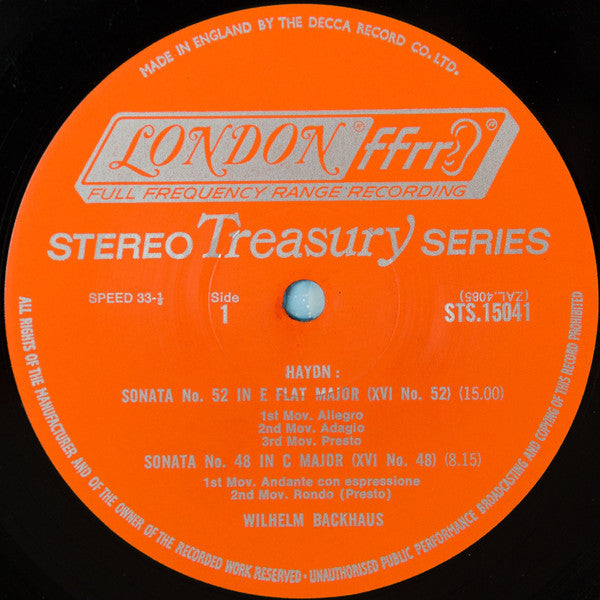 MADE IN ENGLAND BY THE DECCA RECORD CO. LTD.
LONDON ® ffrr ®
FULL FREQUENCY RANGE RECORDING
STEREO Treasury SERIES
SPEED 33-⅓
Side
1
(ZAL.4085)
STS.15041
HAYDN :
SONATA No. 52 IN E FLAT MAJOR (XVI No. 52) (15.00)
1st Mov. Allegro
2nd Mov. Adagio
3rd Mov. Presto
SONATA No. 48 IN C MAJOR (XVI No. 48) (8.15)
1st Mov. Andante con espressione
2nd Mov. Rondo (Presto)
WILHELM BACKHAUS
ALL RIGHTS OF THE MANUFACTURER AND OF THE OWNER OF THE RECORDED WORK RESERVED · UNAUTHORISED PUBLIC PERFORMANCE BROADCASTING AND COPYING OF THIS RECORD PROHIBITED